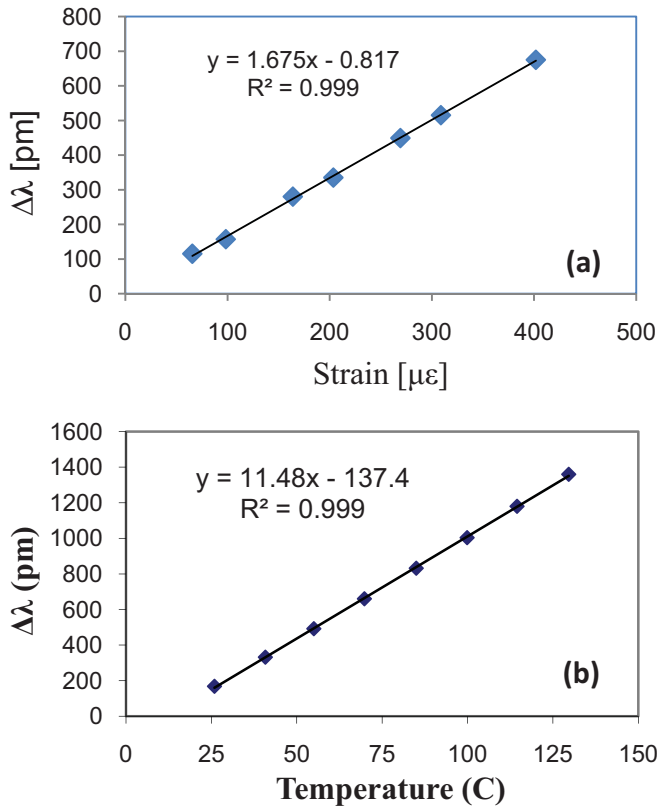 800
700
600
500
400
300
200
100
0
Δλ [pm]
y = 1.675x - 0.817
R² = 0.999
(a)
0 100 200 300 400 500
Strain [με]
1600
1400
1200
1000
800
600
400
200
0
Δλ (pm)
y = 11.48x - 137.4
R² = 0.999
(b)
0 25 50 75 100 125 150
Temperature (C)